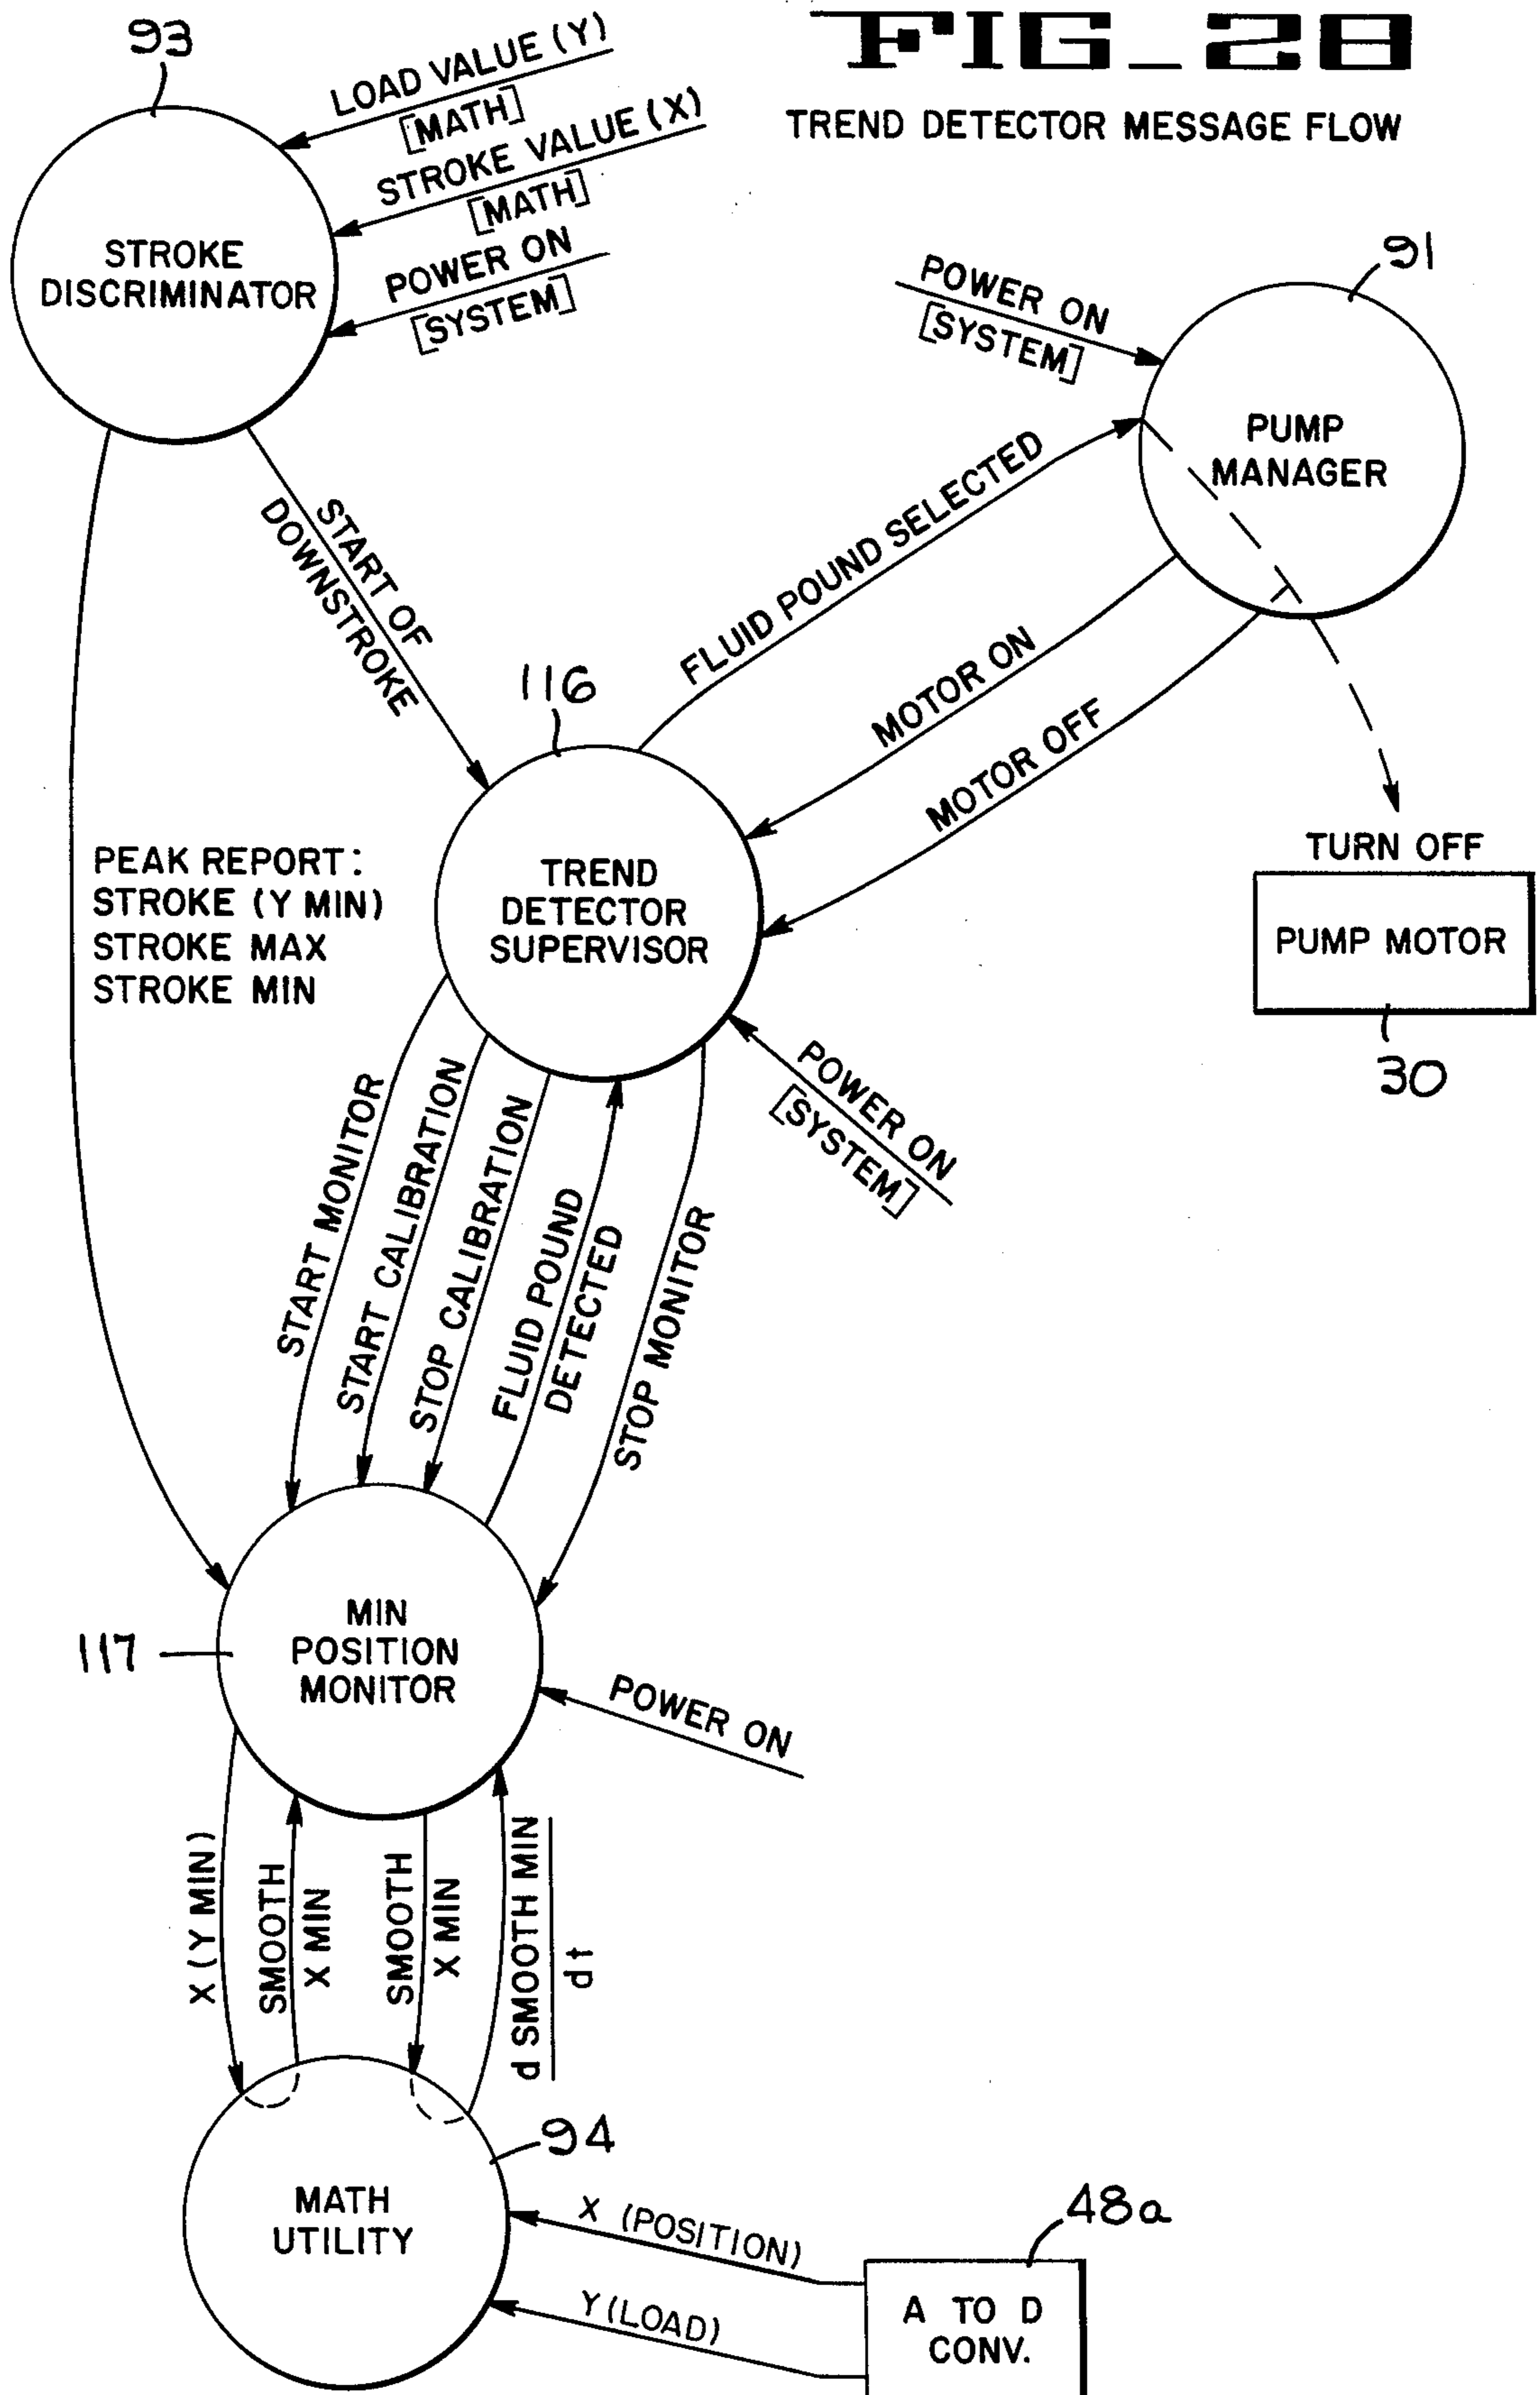 FIG_28
TREND DETECTOR MESSAGE FLOW
93
LOAD VALUE (Y)
[MATH]
STROKE VALUE (X)
[MATH]
POWER ON
[SYSTEM]
STROKE
DISCRIMINATOR
91
POWER ON
[SYSTEM]
PUMP
MANAGER
START OF
DOWNSTROKE
FLUID POUND SELECTED
MOTOR ON
MOTOR OFF
116
TREND
DETECTOR
SUPERVISOR
PEAK REPORT:
STROKE (Y MIN)
STROKE MAX
STROKE MIN
TURN OFF
PUMP MOTOR
30
POWER ON
[SYSTEM]
START MONITOR
START CALIBRATION
STOP CALIBRATION
FLUID POUND
DETECTED
STOP MONITOR
117
MIN
POSITION
MONITOR
POWER ON
X (Y MIN)
SMOOTH
X MIN
SMOOTH
X MIN
d SMOOTH MIN
dt
94
MATH
UTILITY
X (POSITION)
Y (LOAD)
48a
A TO D
CONV.